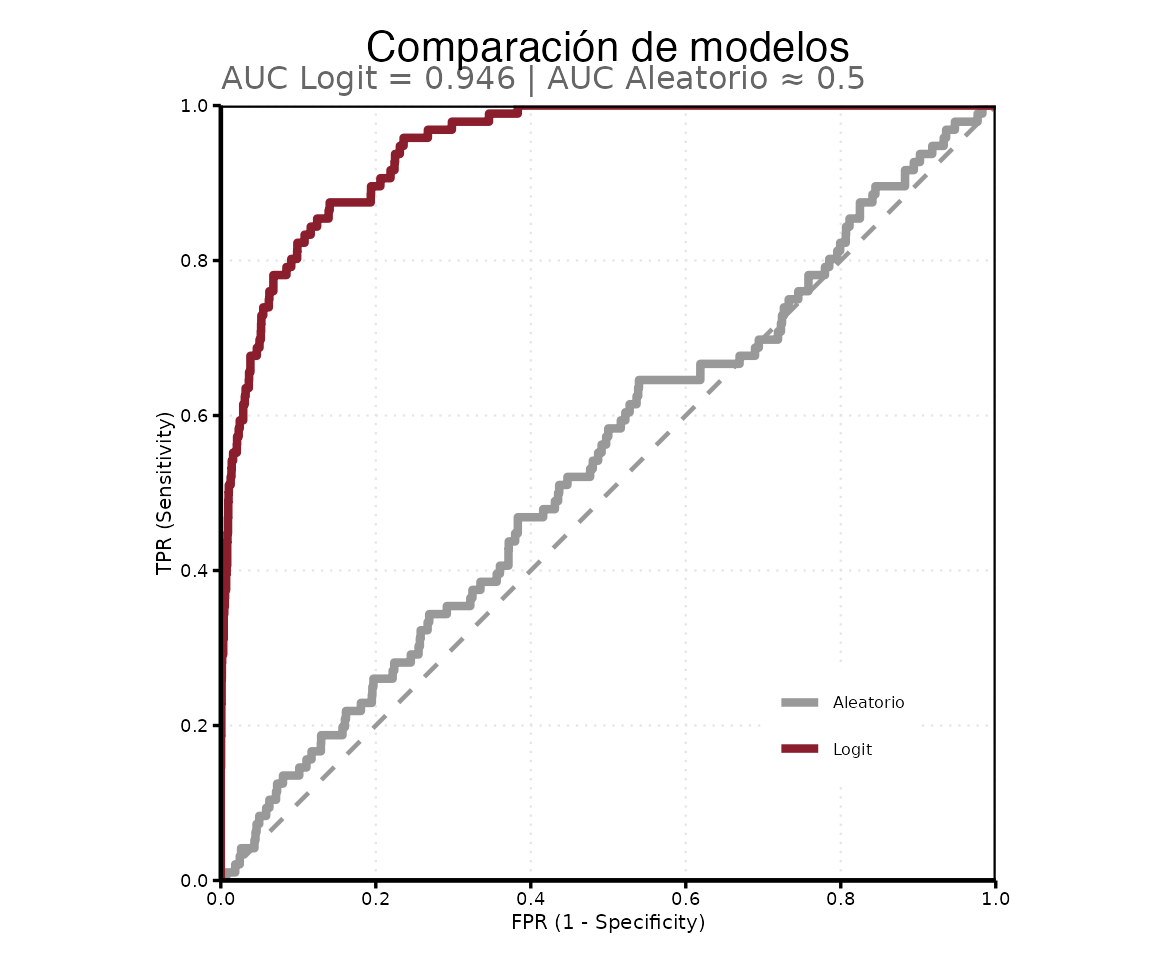 Comparación de modelos
AUC Logit = 0.946 | AUC Aleatorio ≈ 0.5
1.0
0.8
0.6
0.4
0.2
0.0
TPR (Sensitivity)
Aleatorio
Logit
0.0 0.2 0.4 0.6 0.8 1.0
FPR (1 - Specificity)